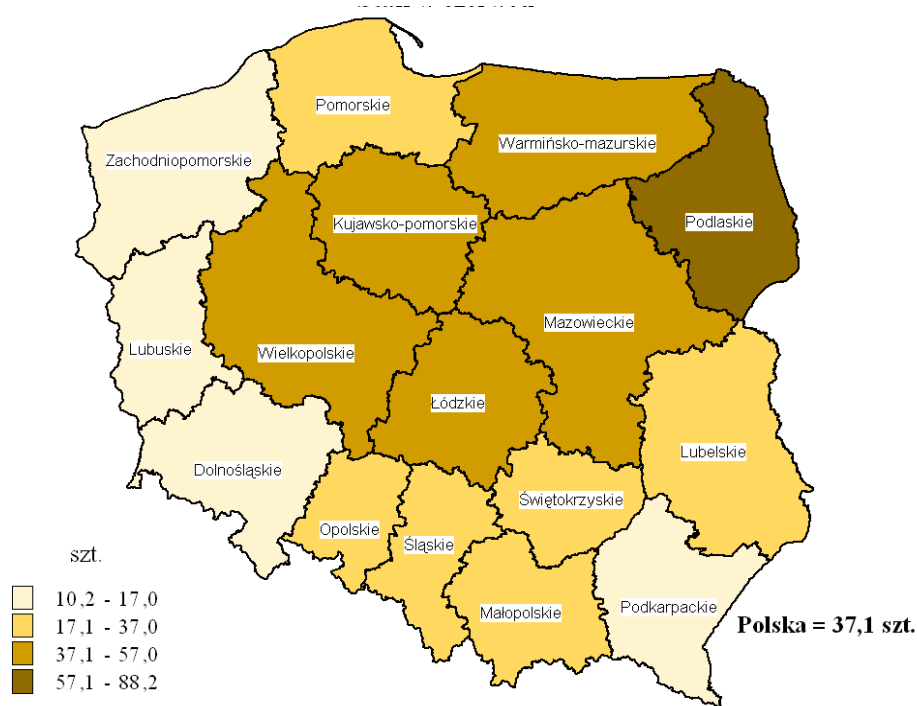 Pomorskie
Warmińsko-mazurskie
Zachodniopomorskie
Kujawsko-pomorskie
Podlaskie
Mazowieckie
Lubuskie
Wielkopolskie
Łódzkie
Lubelskie
Dolnośląskie
Świętokrzyskie
Opolskie
Śląskie
Małopolskie
Podkarpackie
Polska = 37,1 szt.
szt.
10,2 - 17,0
17,1 - 37,0
37,1 - 57,0
57,1 - 88,2